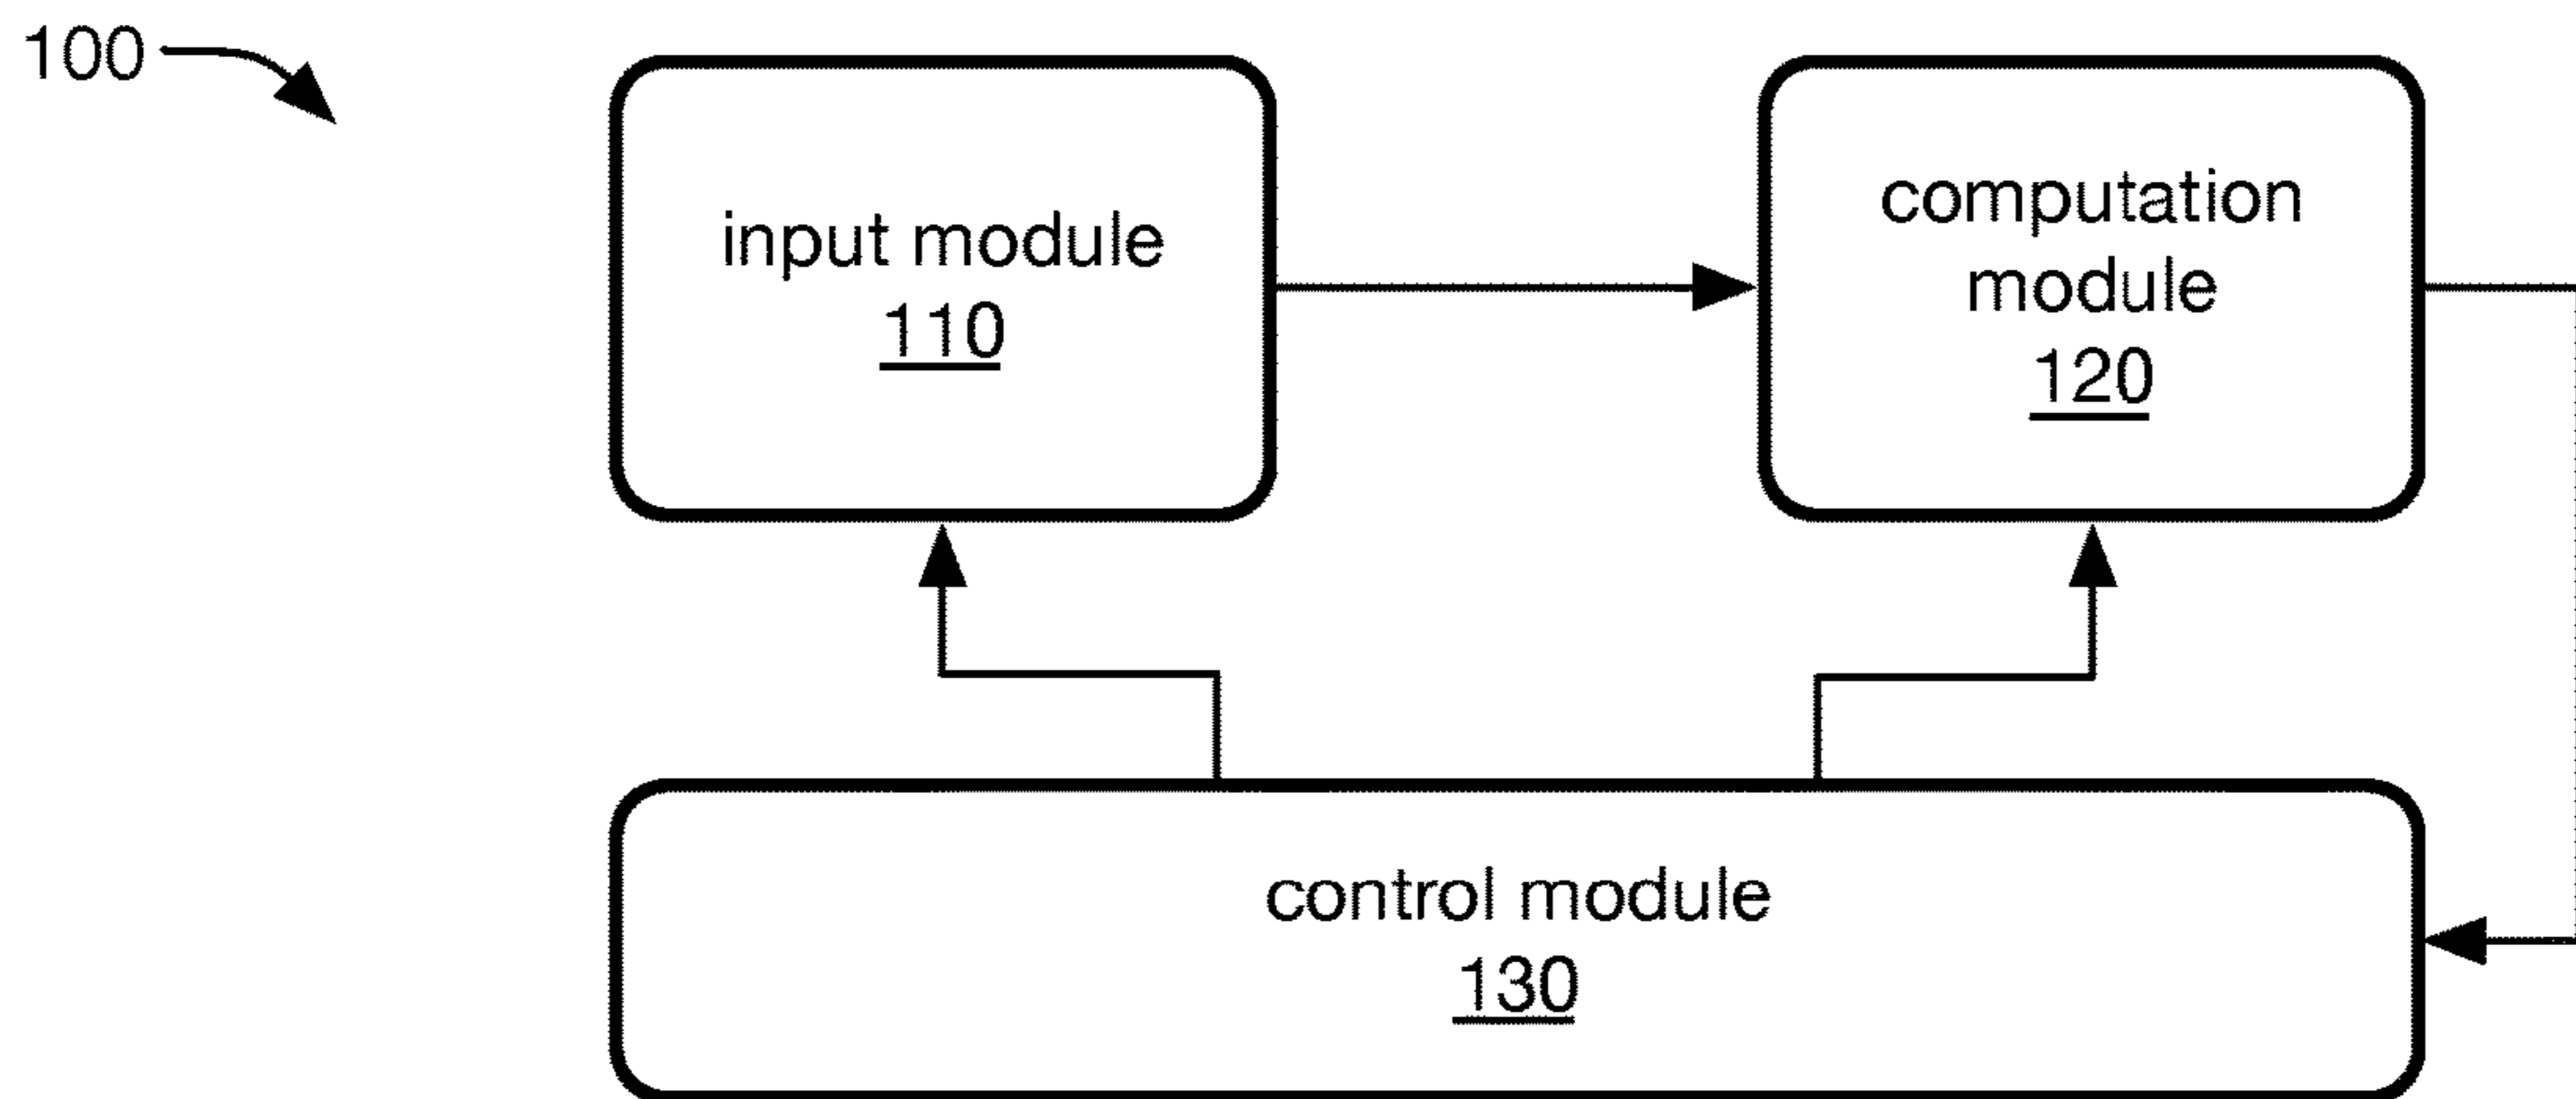 100
input module
110
computation
module
120
control module
130